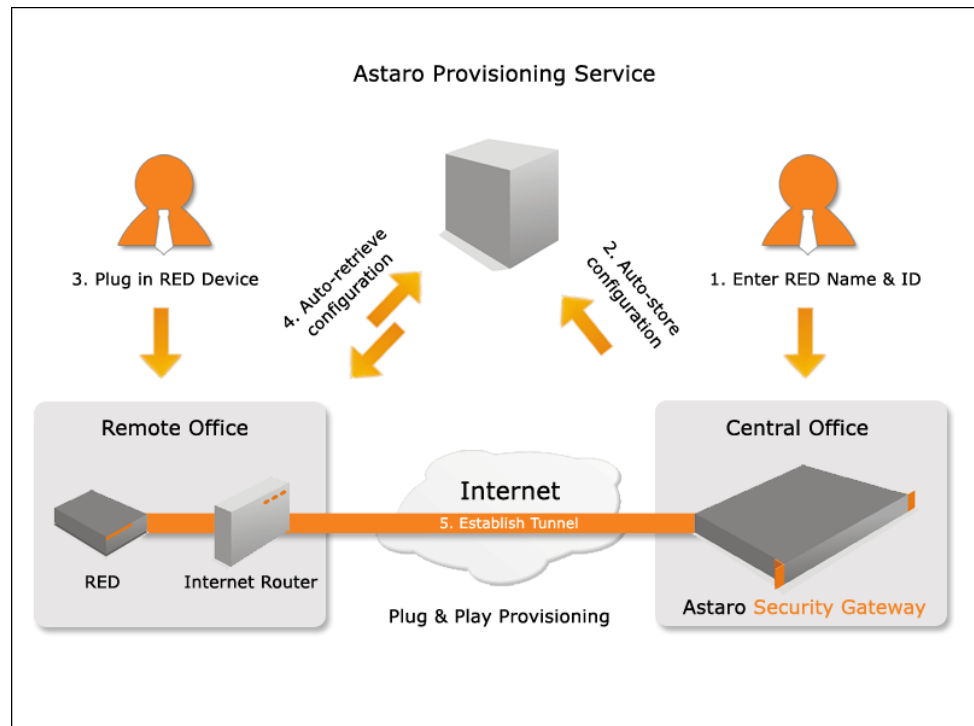 Astaro Provisioning Service
3. Plug in RED Device
4. Auto-retrieve
configuration
2. Auto-store
configuration
1. Enter RED Name & ID
Remote Office
Central Office
Internet
5. Establish Tunnel
RED
Internet Router
Plug & Play Provisioning
Astaro Security Gateway